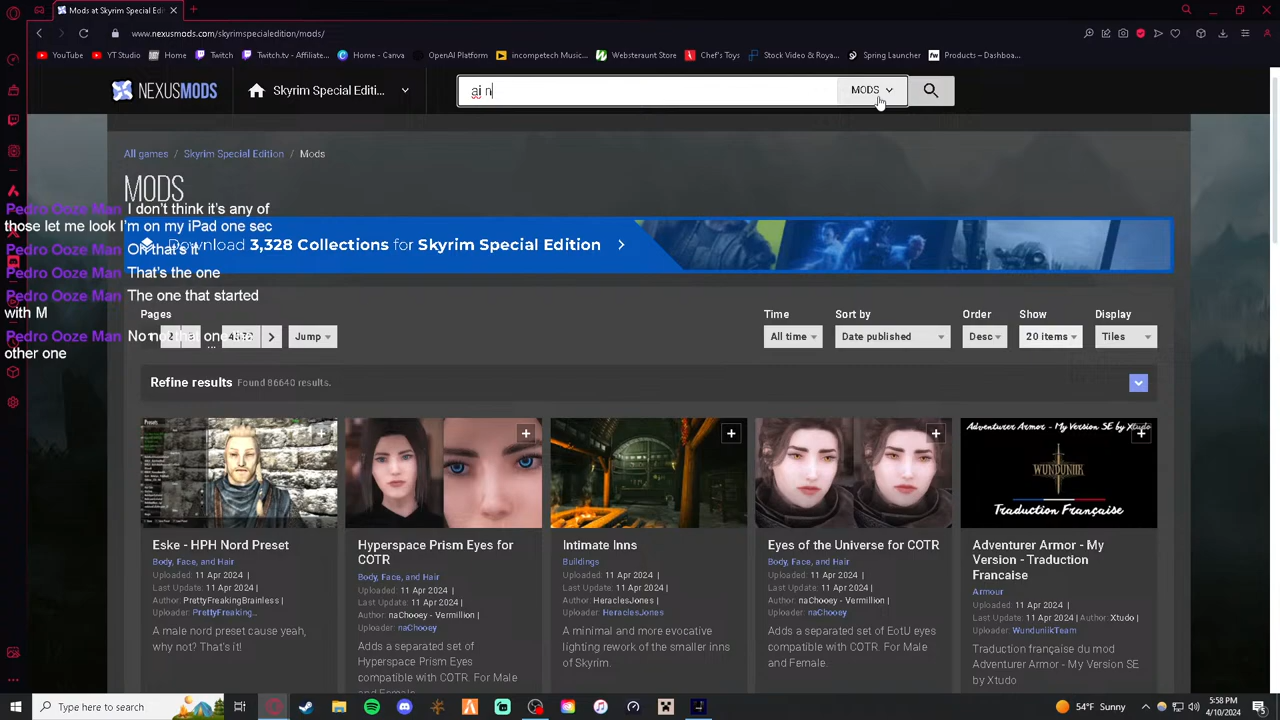 Mods at Skyrim Special Edi
www.nexusmods.com/skyrimspecialedition/mods/
YouTube YT Studio Home Twitch Twitch.tv - Affiliate... Home - Canva OpenAI Platform incompetech Music... Websteraunt Store Chef's Toys Stock Video & Roya... Spring Launcher Products – Dashboa...
NEXUSMODS Skyrim Special Editi... ai n MODS
All games / Skyrim Special Edition / Mods
MODS
Pedro Ooze Man I don't think it's any of
those let me look I'm on my iPad one sec
Pedro Ooze Man Oh that's it
Download 3,328 Collections for Skyrim Special Edition
Pedro Ooze Man That's the one
Pedro Ooze Man The one that started
with M
Pages Time Sort by Order Show Display
Pedro Ooze Man No not that one the
other one
Jump All time Date published Desc 20 items Tiles
Refine results Found 86640 results.
Presets
Adventurer Armor - My Version SE by Xtudo
WUNDUNIIK
Traduction Française
Eske - HPH Nord Preset
Body, Face, and Hair
Uploaded: 11 Apr 2024 |
Last Update: 11 Apr 2024 |
Author: PrettyFreakingBrainless |
Uploader: PrettyFreaking..
A male nord preset cause yeah,
why not? That's it!
Hyperspace Prism Eyes for
COTR
Body, Face, and Hair
Uploaded: 11 Apr 2024 |
Last Update: 11 Apr 2024 |
Author: naChooey - Vermillion |
Uploader: naChooey
Adds a separated set of
Hyperspace Prism Eyes
compatible with COTR. For Male
and Female.
Intimate Inns
Buildings
Uploaded: 11 Apr 2024 |
Last Update: 11 Apr 2024 |
Author: HeraclesJones |
Uploader: HeraclesJones
A minimal and more evocative
lighting rework of the smaller inns
of Skyrim.
Eyes of the Universe for COTR
Body, Face, and Hair
Uploaded: 11 Apr 2024 |
Last Update: 11 Apr 2024 |
Author: naChooey - Vermillion |
Uploader: naChooey
Adds a separated set of EotU eyes
compatible with COTR. For Male
and Female.
Adventurer Armor - My
Version - Traduction
Francaise
Armour
Uploaded: 11 Apr 2024 |
Last Update: 11 Apr 2024 | Author: Xtudo |
Uploader: WunduniikTeam
Traduction française du mod
Adventurer Armor - My Version SE
by Xtudo
Type here to search
54°F Sunny
5:58 PM
4/10/2024